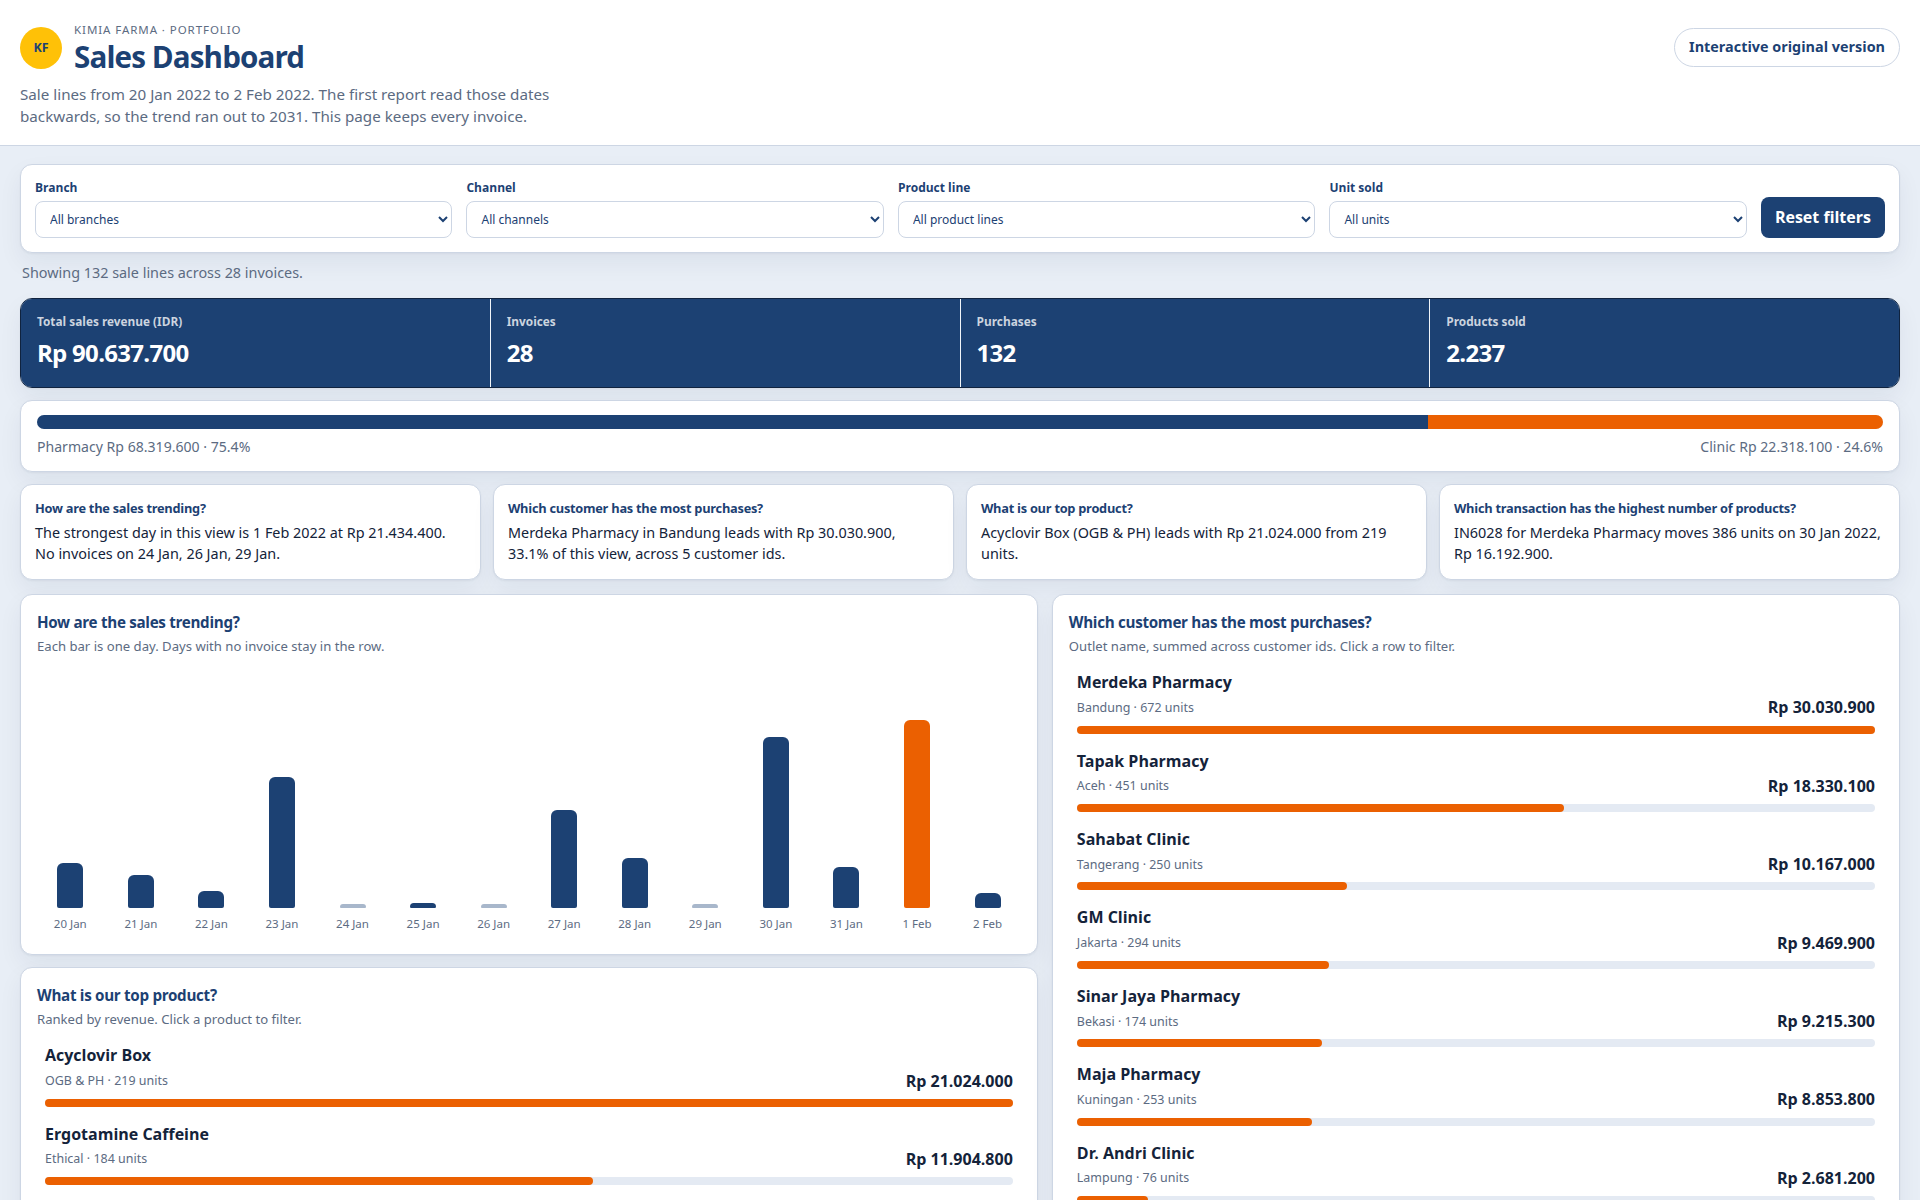 KF
KIMIA FARMA · PORTFOLIO
Sales Dashboard
Interactive original version
Sale lines from 20 Jan 2022 to 2 Feb 2022. The first report read those dates
backwards, so the trend ran out to 2031. This page keeps every invoice.
Branch
All branches
Channel
All channels
Product line
All product lines
Unit sold
All units
Reset filters
Showing 132 sale lines across 28 invoices.
Total sales revenue (IDR)
Rp 90.637.700
Invoices
28
Purchases
132
Products sold
2.237
Pharmacy Rp 68.319.600 · 75.4%
Clinic Rp 22.318.100 · 24.6%
How are the sales trending?
The strongest day in this view is 1 Feb 2022 at Rp 21.434.400.
No invoices on 24 Jan, 26 Jan, 29 Jan.
Which customer has the most purchases?
Merdeka Pharmacy in Bandung leads with Rp 30.030.900,
33.1% of this view, across 5 customer ids.
What is our top product?
Acyclovir Box (OGB & PH) leads with Rp 21.024.000 from 219
units.
Which transaction has the highest number of products?
IN6028 for Merdeka Pharmacy moves 386 units on 30 Jan 2022,
Rp 16.192.900.
How are the sales trending?
Each bar is one day. Days with no invoice stay in the row.
20 Jan
21 Jan
22 Jan
23 Jan
24 Jan
25 Jan
26 Jan
27 Jan
28 Jan
29 Jan
30 Jan
31 Jan
1 Feb
2 Feb
What is our top product?
Ranked by revenue. Click a product to filter.
Acyclovir Box
OGB & PH · 219 units
Rp 21.024.000
Ergotamine Caffeine
Ethical · 184 units
Rp 11.904.800
Which customer has the most purchases?
Outlet name, summed across customer ids. Click a row to filter.
Merdeka Pharmacy
Bandung · 672 units
Rp 30.030.900
Tapak Pharmacy
Aceh · 451 units
Rp 18.330.100
Sahabat Clinic
Tangerang · 250 units
Rp 10.167.000
GM Clinic
Jakarta · 294 units
Rp 9.469.900
Sinar Jaya Pharmacy
Bekasi · 174 units
Rp 9.215.300
Maja Pharmacy
Kuningan · 253 units
Rp 8.853.800
Dr. Andri Clinic
Lampung · 76 units
Rp 2.681.200